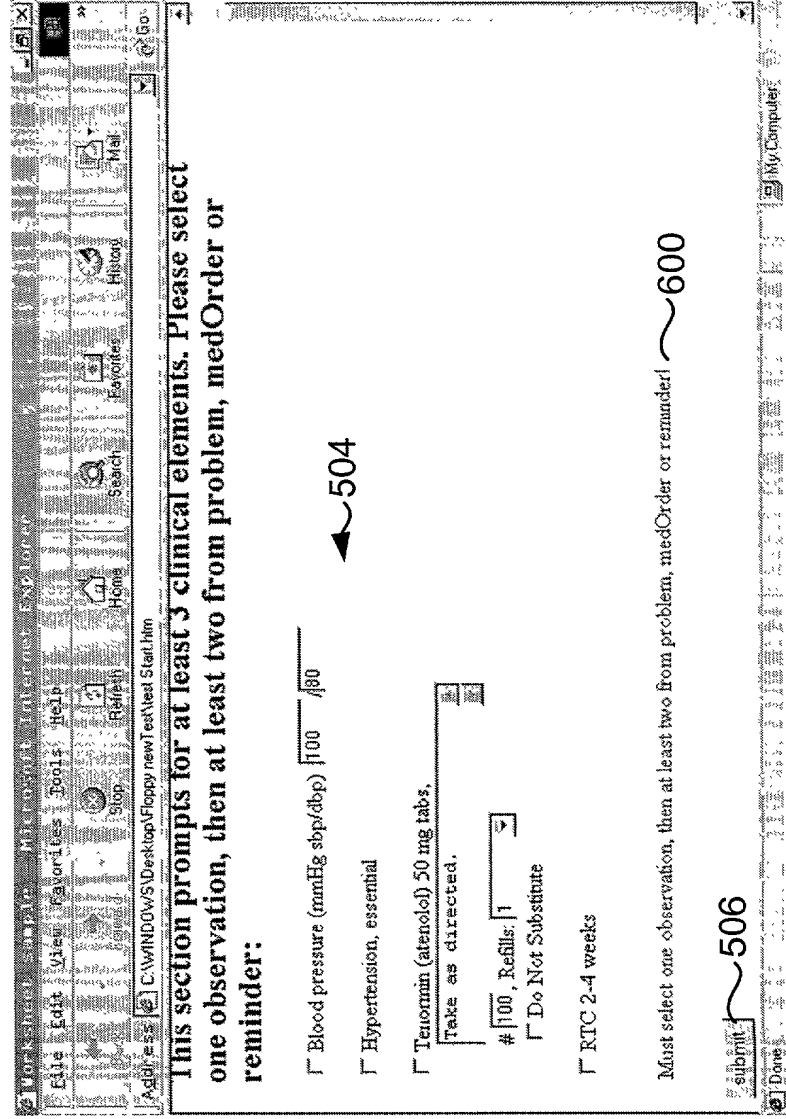 Worksheet Sample - Microsoft Internet Explorer
File Edit View Favorites Tools Help
Stop Refresh Home Search Favorites History Mail »
Address C:\WINDOWS\Desktop\Floppy newTest\test Start.htm Go
This section prompts for at least 3 clinical elements. Please select
one observation, then at least two from problem, medOrder or
reminder:
504
Blood pressure (mmHg sbp/dbp) 100 /80
Hypertension, essential
Tenormin (atenolol) 50 mg tabs,
Take as directed.
# 100 , Refills: 1
Do Not Substitute
RTC 2-4 weeks
Must select one observation, then at least two from problem, medOrder or reminder! 600
submit 506
Done My Computer